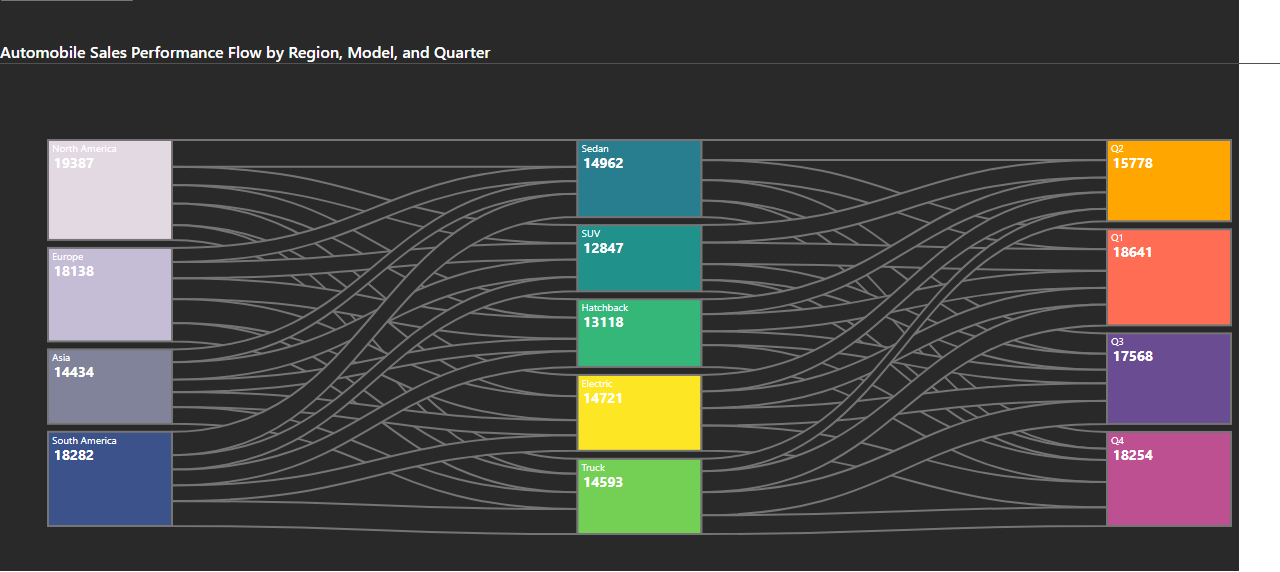 Automobile Sales Performance Flow by Region, Model, and Quarter
North America
19387
Europe
18138
Asia
14434
South America
18282
Sedan
14962
SUV
12847
Hatchback
13118
Electric
14721
Truck
14593
Q2
15778
Q1
18641
Q3
17568
Q4
18254